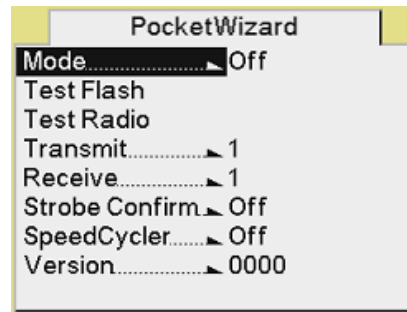 PocketWizard
Mode Off
Test Flash
Test Radio
Transmit 1
Receive 1
Strobe Confirm Off
SpeedCycler Off
Version 0000